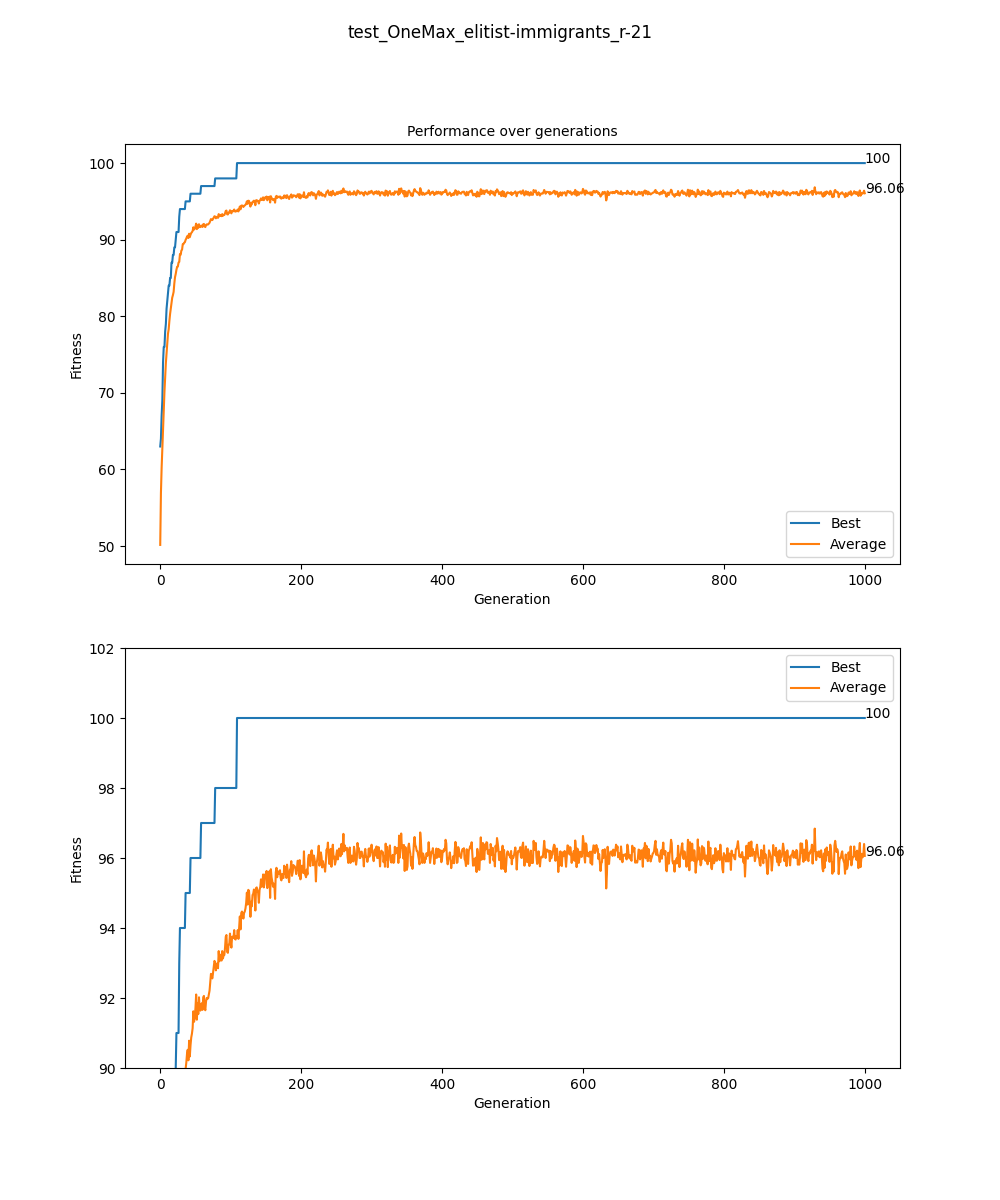 test_OneMax_elitist-immigrants_r-21
Performance over generations
100
96.06
100
90
80
70
60
50
Fitness
Best
Average
0 200 400 600 800 1000
Generation
102
100
98
96
94
92
90
Fitness
Best
Average
100
96.06
0 200 400 600 800 1000
Generation